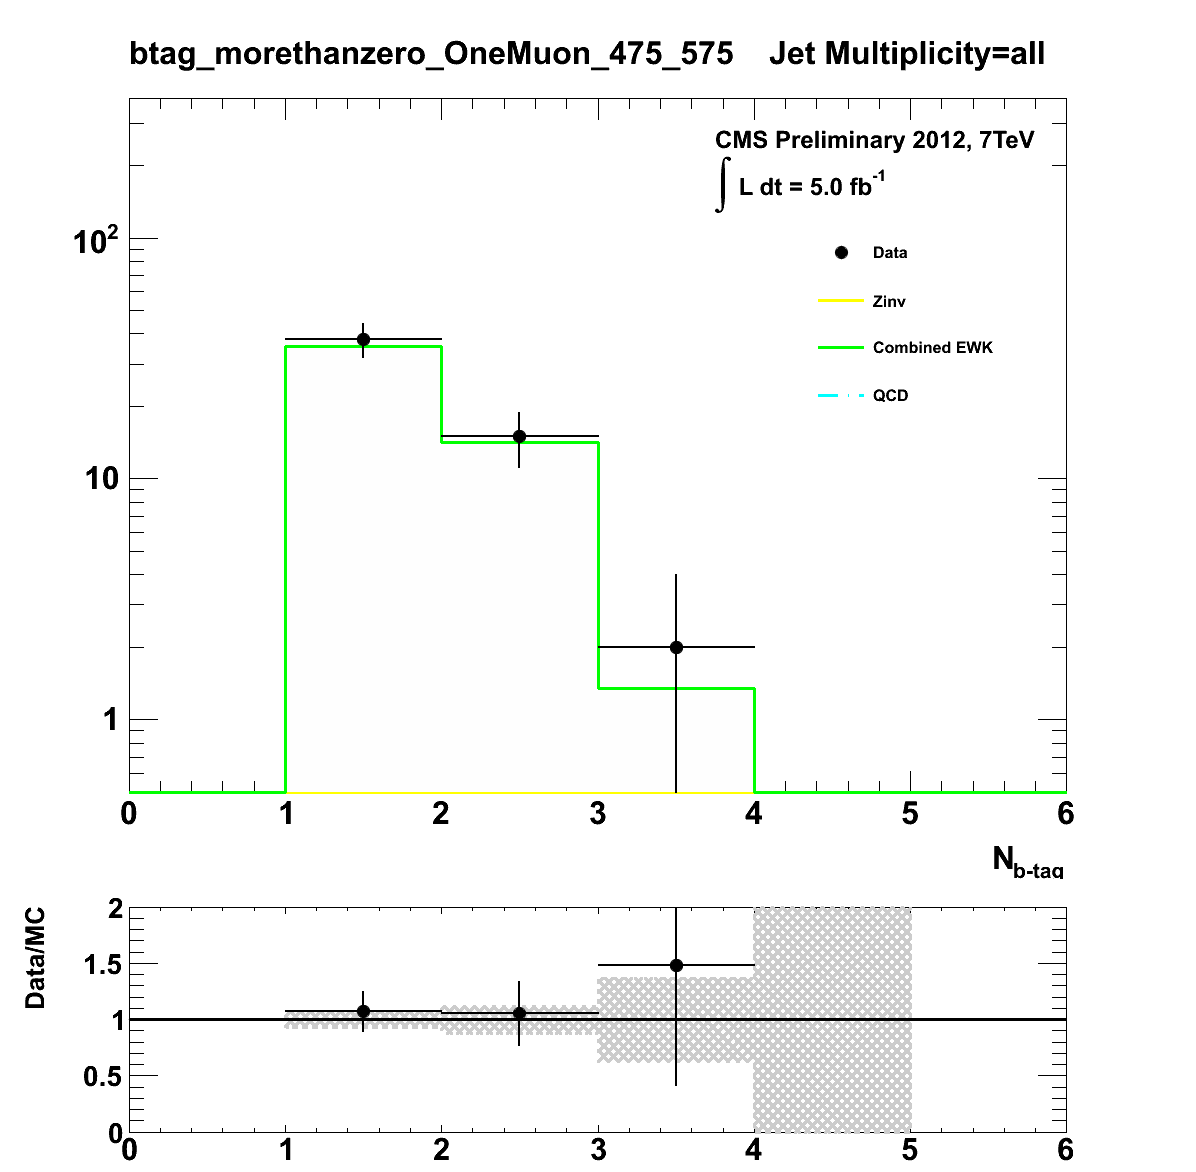 btag_morethanzero_OneMuon_475_575 Jet Multiplicity=all
CMS Preliminary 2012, 7TeV
∫ L dt = 5.0 fb⁻¹
Data
Zinv
Combined EWK
QCD
10²
10
1
0 1 2 3 4 5 6
N_b-tag
Data/MC
2
1.5
1
0.5
0
0 1 2 3 4 5 6